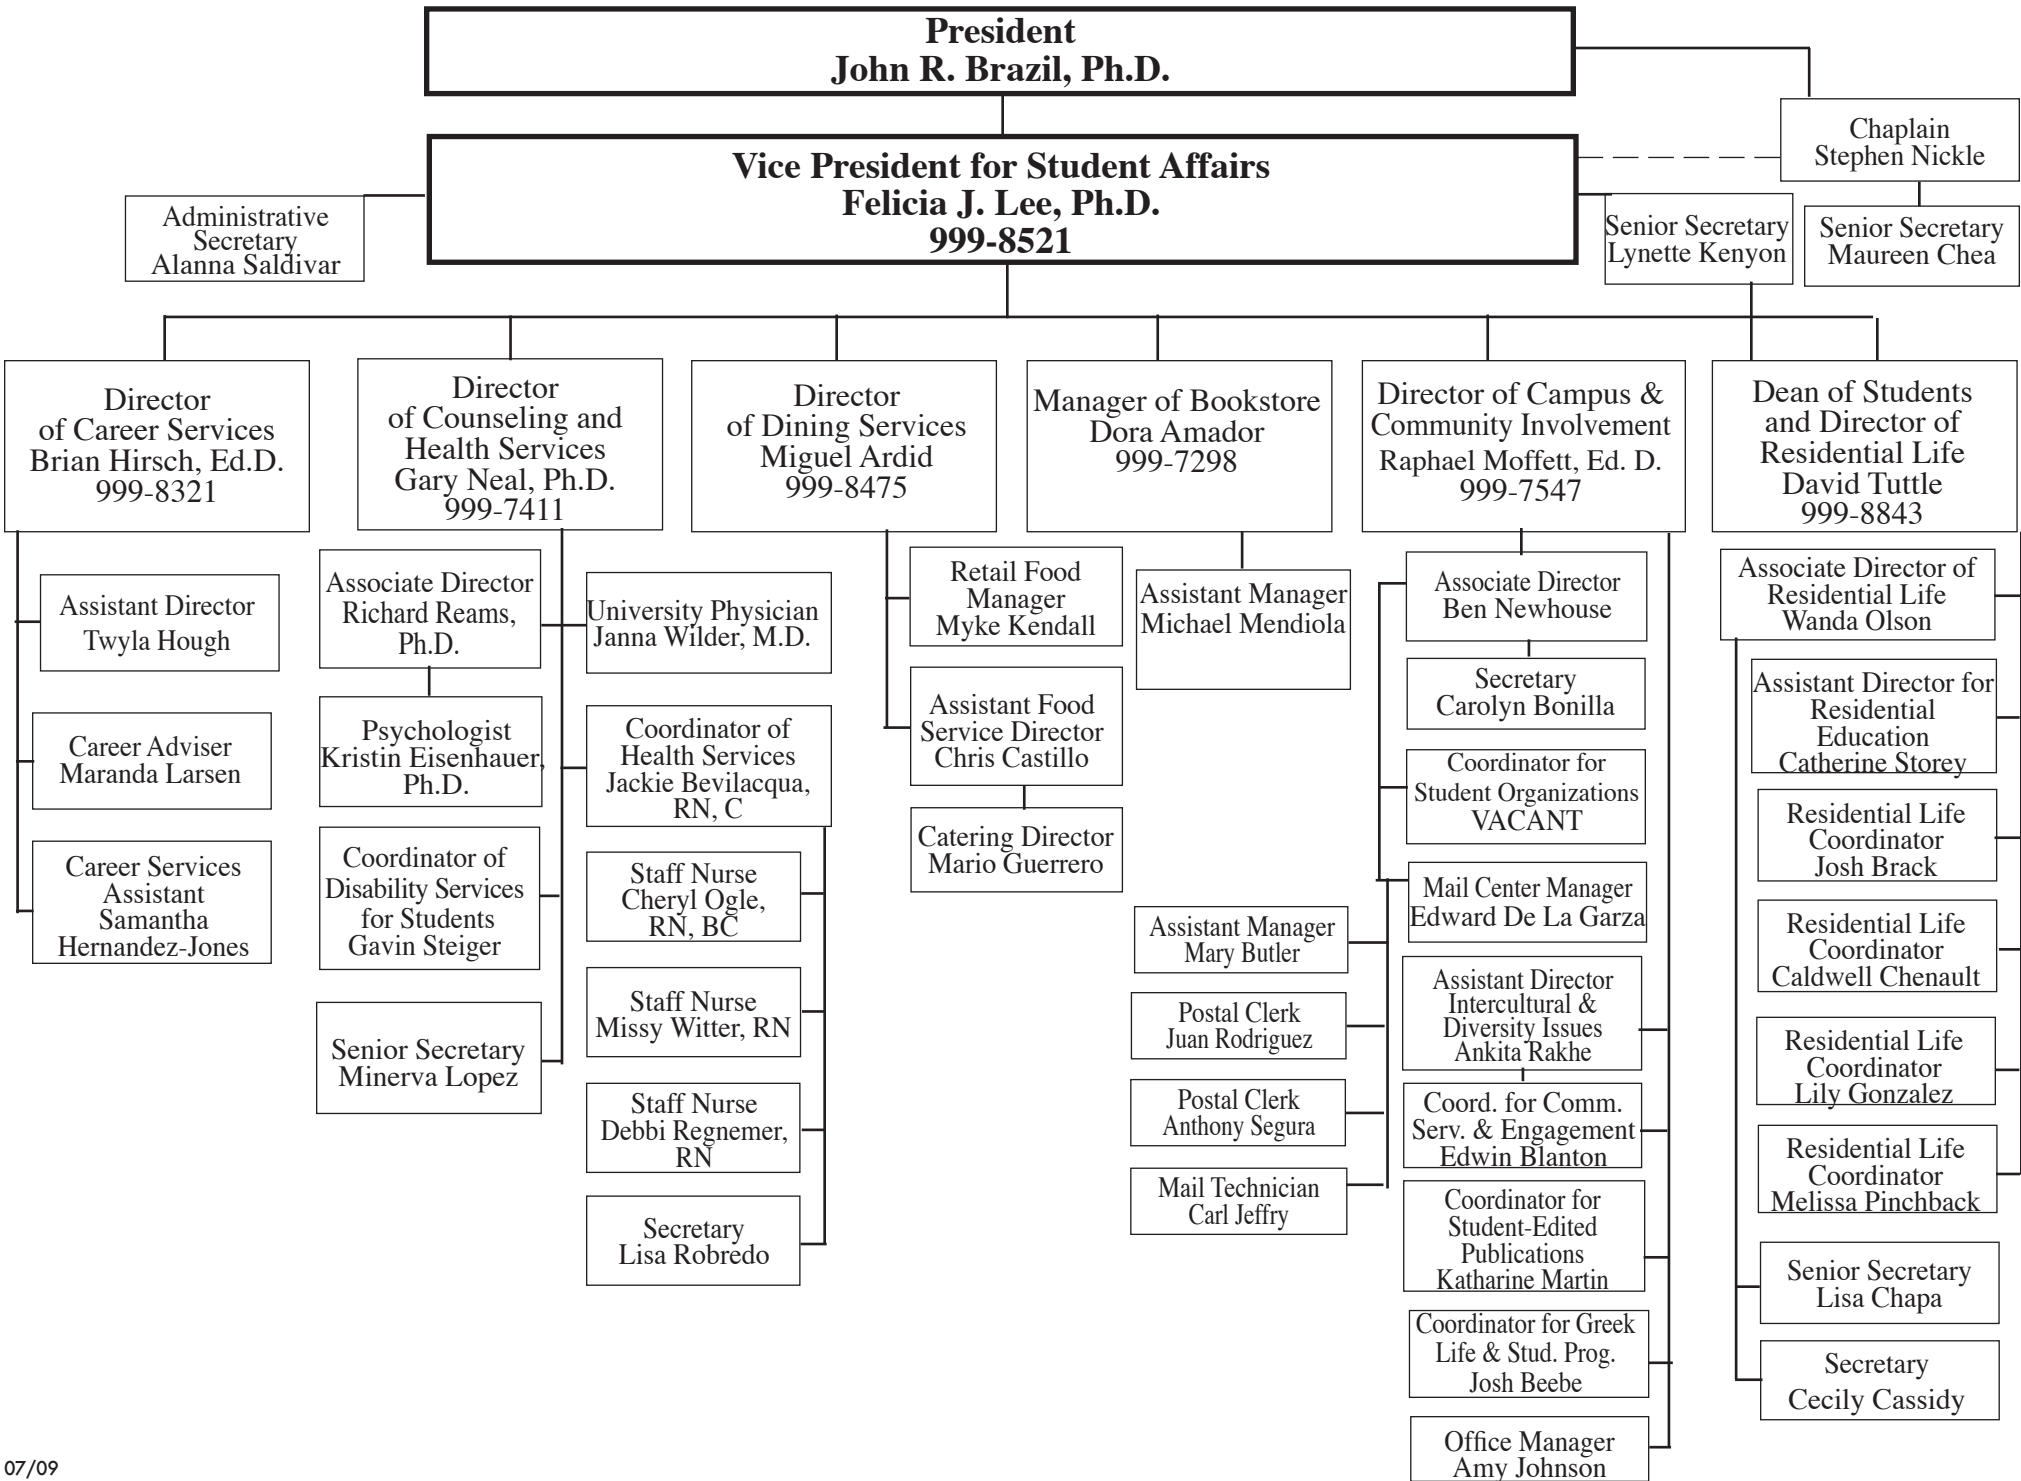 President
John R. Brazil, Ph.D.
Chaplain
Stephen Nickle
Vice President for Student Affairs
Felicia J. Lee, Ph.D.
999-8521
Administrative
Secretary
Alanna Saldivar
Senior Secretary
Lynette Kenyon
Senior Secretary
Maureen Chea
Director
of Career Services
Brian Hirsch, Ed.D.
999-8321
Assistant Director
Twyla Hough
Career Adviser
Maranda Larsen
Career Services
Assistant
Samantha
Hernandez-Jones
Director
of Counseling and
Health Services
Gary Neal, Ph.D.
999-7411
Associate Director
Richard Reams,
Ph.D.
Psychologist
Kristin Eisenhauer,
Ph.D.
Coordinator of
Disability Services
for Students
Gavin Steiger
Senior Secretary
Minerva Lopez
University Physician
Janna Wilder, M.D.
Coordinator of
Health Services
Jackie Bevilacqua,
RN, C
Staff Nurse
Cheryl Ogle,
RN, BC
Staff Nurse
Missy Witter, RN
Staff Nurse
Debbi Regnemer,
RN
Secretary
Lisa Robredo
Director
of Dining Services
Miguel Ardid
999-8475
Retail Food
Manager
Myke Kendall
Assistant Food
Service Director
Chris Castillo
Catering Director
Mario Guerrero
Manager of Bookstore
Dora Amador
999-7298
Assistant Manager
Michael Mendiola
Director of Campus &
Community Involvement
Raphael Moffett, Ed. D.
999-7547
Associate Director
Ben Newhouse
Secretary
Carolyn Bonilla
Coordinator for
Student Organizations
VACANT
Mail Center Manager
Edward De La Garza
Assistant Manager
Mary Butler
Postal Clerk
Juan Rodriguez
Postal Clerk
Anthony Segura
Mail Technician
Carl Jeffry
Assistant Director
Intercultural &
Diversity Issues
Ankita Rakhe
Coord. for Comm.
Serv. & Engagement
Edwin Blanton
Coordinator for
Student-Edited
Publications
Katharine Martin
Coordinator for Greek
Life & Stud. Prog.
Josh Beebe
Office Manager
Amy Johnson
Dean of Students
and Director of
Residential Life
David Tuttle
999-8843
Associate Director of
Residential Life
Wanda Olson
Assistant Director for
Residential
Education
Catherine Storey
Residential Life
Coordinator
Josh Brack
Residential Life
Coordinator
Caldwell Chenault
Residential Life
Coordinator
Lily Gonzalez
Residential Life
Coordinator
Melissa Pinchback
Senior Secretary
Lisa Chapa
Secretary
Cecily Cassidy
07/09